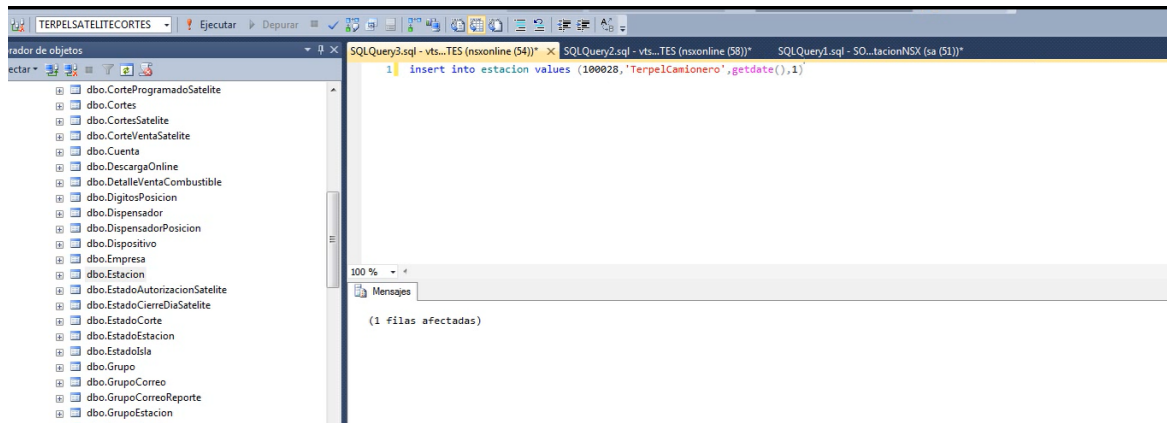 TERPELSATELITECORTES
Ejecutar
Depurar
rador de objetos
SQLQuery3.sql - vts...TES (nsxonline (54))*
SQLQuery2.sql - vts...TES (nsxonline (58))*
SQLQuery1.sql - SO...tacionNSX (sa (51))*
ectar
dbo.CorteProgramadoSatelite
dbo.Cortes
dbo.CortesSatelite
dbo.CorteVentaSatelite
dbo.Cuenta
dbo.DescargaOnline
dbo.DetalleVentaCombustible
dbo.DigitosPosicion
dbo.Dispensador
dbo.DispensadorPosicion
dbo.Dispositivo
dbo.Empresa
dbo.Estacion
dbo.EstadoAutorizacionSatelite
dbo.EstadoCierreDiaSatelite
dbo.EstadoCorte
dbo.EstadoEstacion
dbo.EstadoIsla
dbo.Grupo
dbo.GrupoCorreo
dbo.GrupoCorreoReporte
dbo.GrupoEstacion
1 insert into estacion values (100028,'TerpelCamionero',getdate(),1)
100 %
Mensajes
(1 filas afectadas)